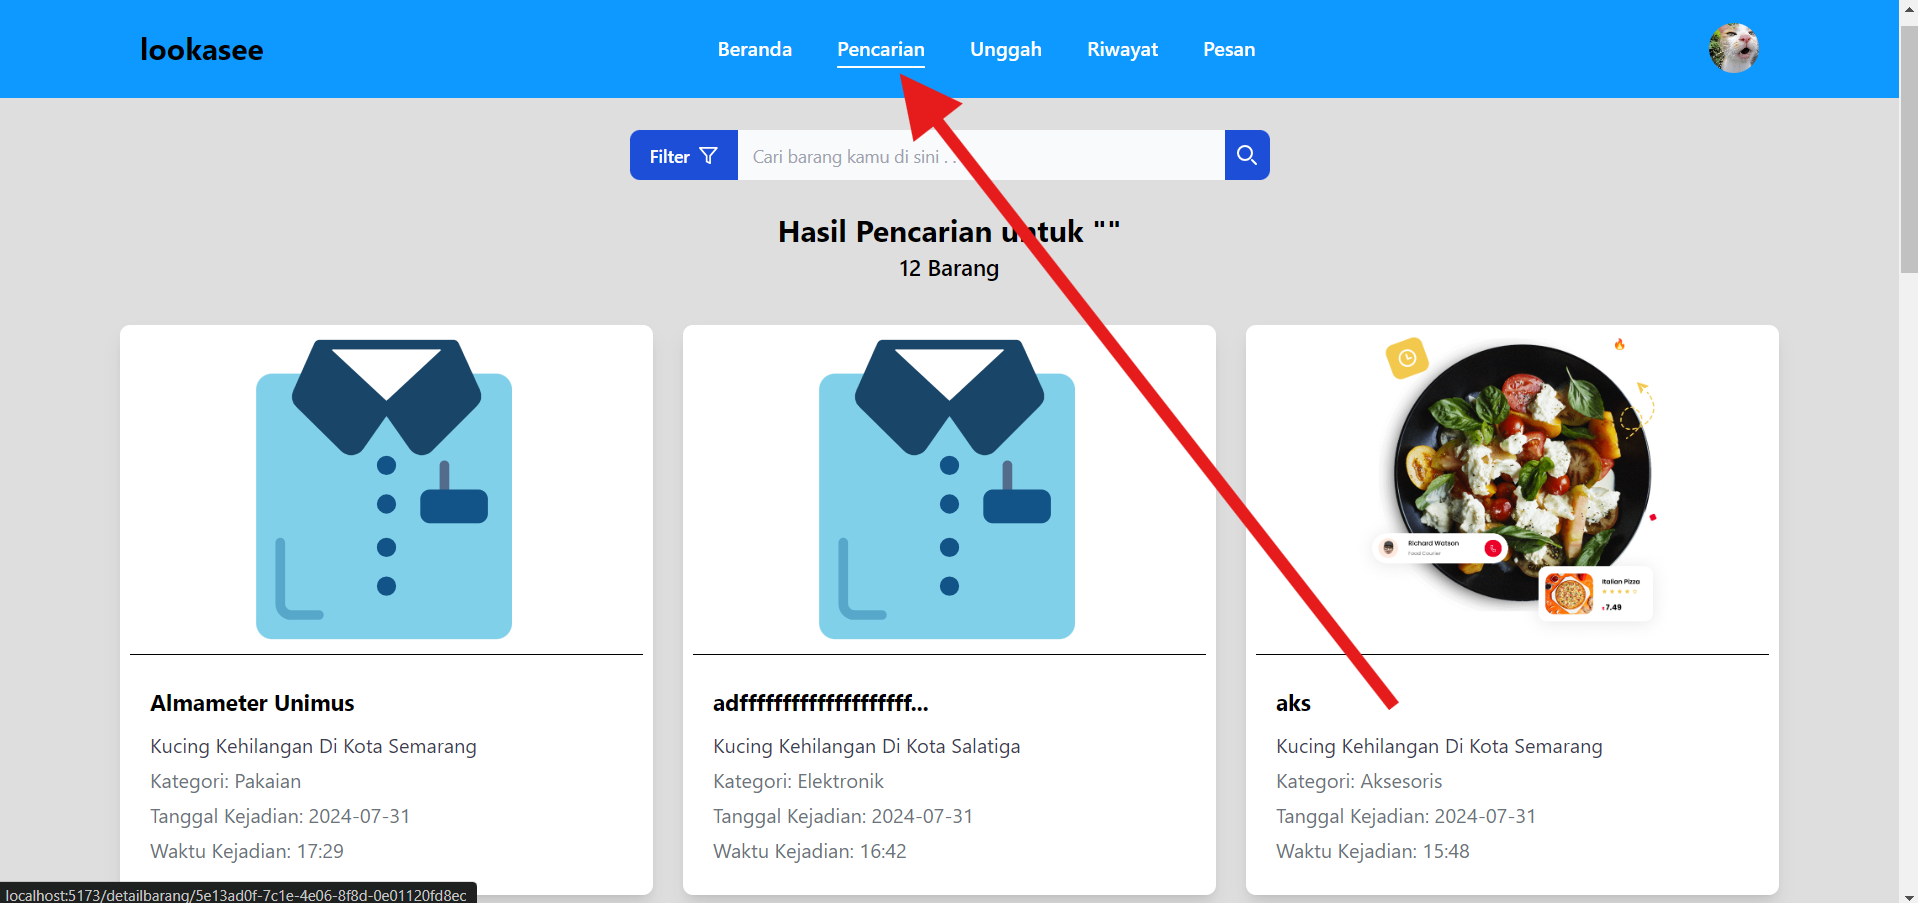 lookasee
Beranda Pencarian Unggah Riwayat Pesan
Filter Cari barang kamu di sini . .
Hasil Pencarian untuk ""
12 Barang
Richard Watson
Food Courier
Italian Pizza
$7.49
Almameter Unimus
Kucing Kehilangan Di Kota Semarang
Kategori: Pakaian
Tanggal Kejadian: 2024-07-31
Waktu Kejadian: 17:29
adffffffffffffffffffff...
Kucing Kehilangan Di Kota Salatiga
Kategori: Elektronik
Tanggal Kejadian: 2024-07-31
Waktu Kejadian: 16:42
aks
Kucing Kehilangan Di Kota Semarang
Kategori: Aksesoris
Tanggal Kejadian: 2024-07-31
Waktu Kejadian: 15:48
localhost:5173/detailbarang/5e13ad0f-7c1e-4e06-8f8d-0e01120fd8ec